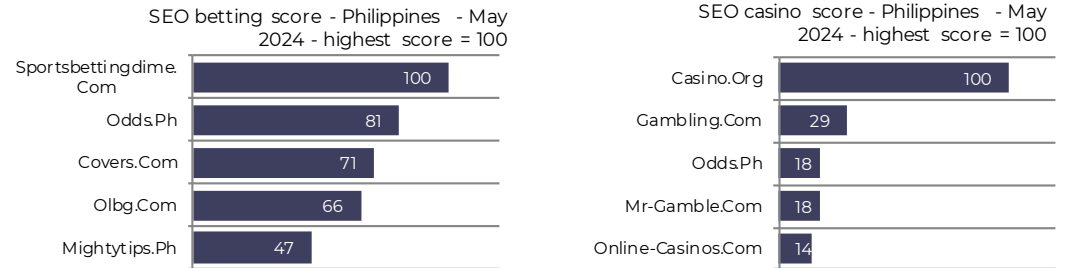 SEO betting score - Philippines - May
2024 - highest score = 100
Sportsbettingdime.
Com
100
Odds.Ph
81
Covers.Com
71
Olbg.Com
66
Mightytips.Ph
47
SEO casino score - Philippines - May
2024 - highest score = 100
Casino.Org
100
Gambling.Com
29
Odds.Ph
18
Mr-Gamble.Com
18
Online-Casinos.Com
14